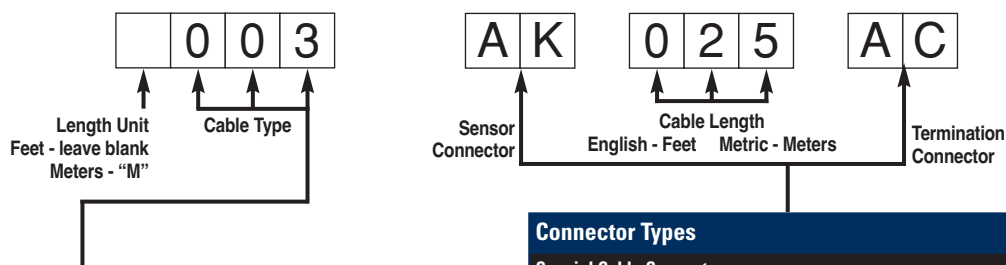 0 0 3
A K
0 2 5
A C
Length Unit
Feet - leave blank
Meters - “M”
Cable Type
Sensor
Connector
Cable Length
English - Feet Metric - Meters
Termination
Connector
Connector Types